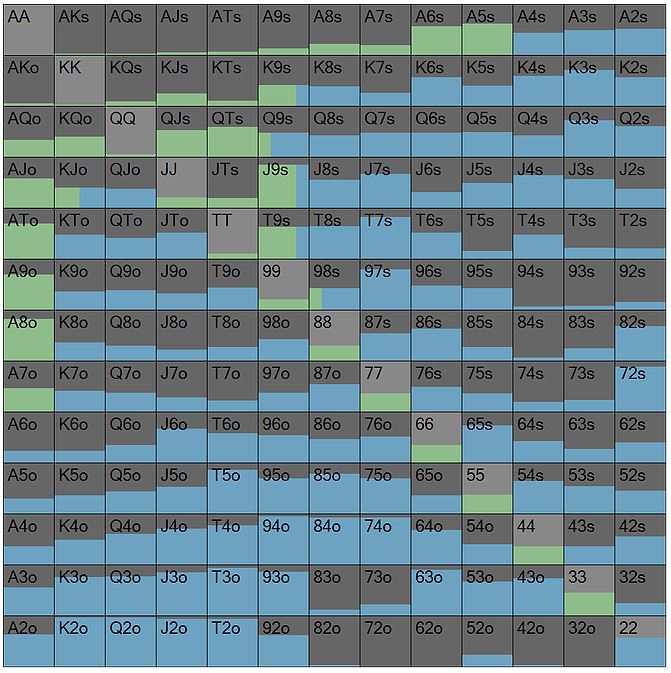 AA AKs AQs AJs ATs A9s A8s A7s A6s A5s A4s A3s A2s
AKo KK KQs KJs KTs K9s K8s K7s K6s K5s K4s K3s K2s
AQo KQo QQ QJs QTs Q9s Q8s Q7s Q6s Q5s Q4s Q3s Q2s
AJo KJo QJo JJ JTs J9s J8s J7s J6s J5s J4s J3s J2s
ATo KTo QTo JTo TT T9s T8s T7s T6s T5s T4s T3s T2s
A9o K9o Q9o J9o T9o 99 98s 97s 96s 95s 94s 93s 92s
A8o K8o Q8o J8o T8o 98o 88 87s 86s 85s 84s 83s 82s
A7o K7o Q7o J7o T7o 97o 87o 77 76s 75s 74s 73s 72s
A6o K6o Q6o J6o T6o 96o 86o 76o 66 65s 64s 63s 62s
A5o K5o Q5o J5o T5o 95o 85o 75o 65o 55 54s 53s 52s
A4o K4o Q4o J4o T4o 94o 84o 74o 64o 54o 44 43s 42s
A3o K3o Q3o J3o T3o 93o 83o 73o 63o 53o 43o 33 32s
A2o K2o Q2o J2o T2o 92o 82o 72o 62o 52o 42o 32o 22